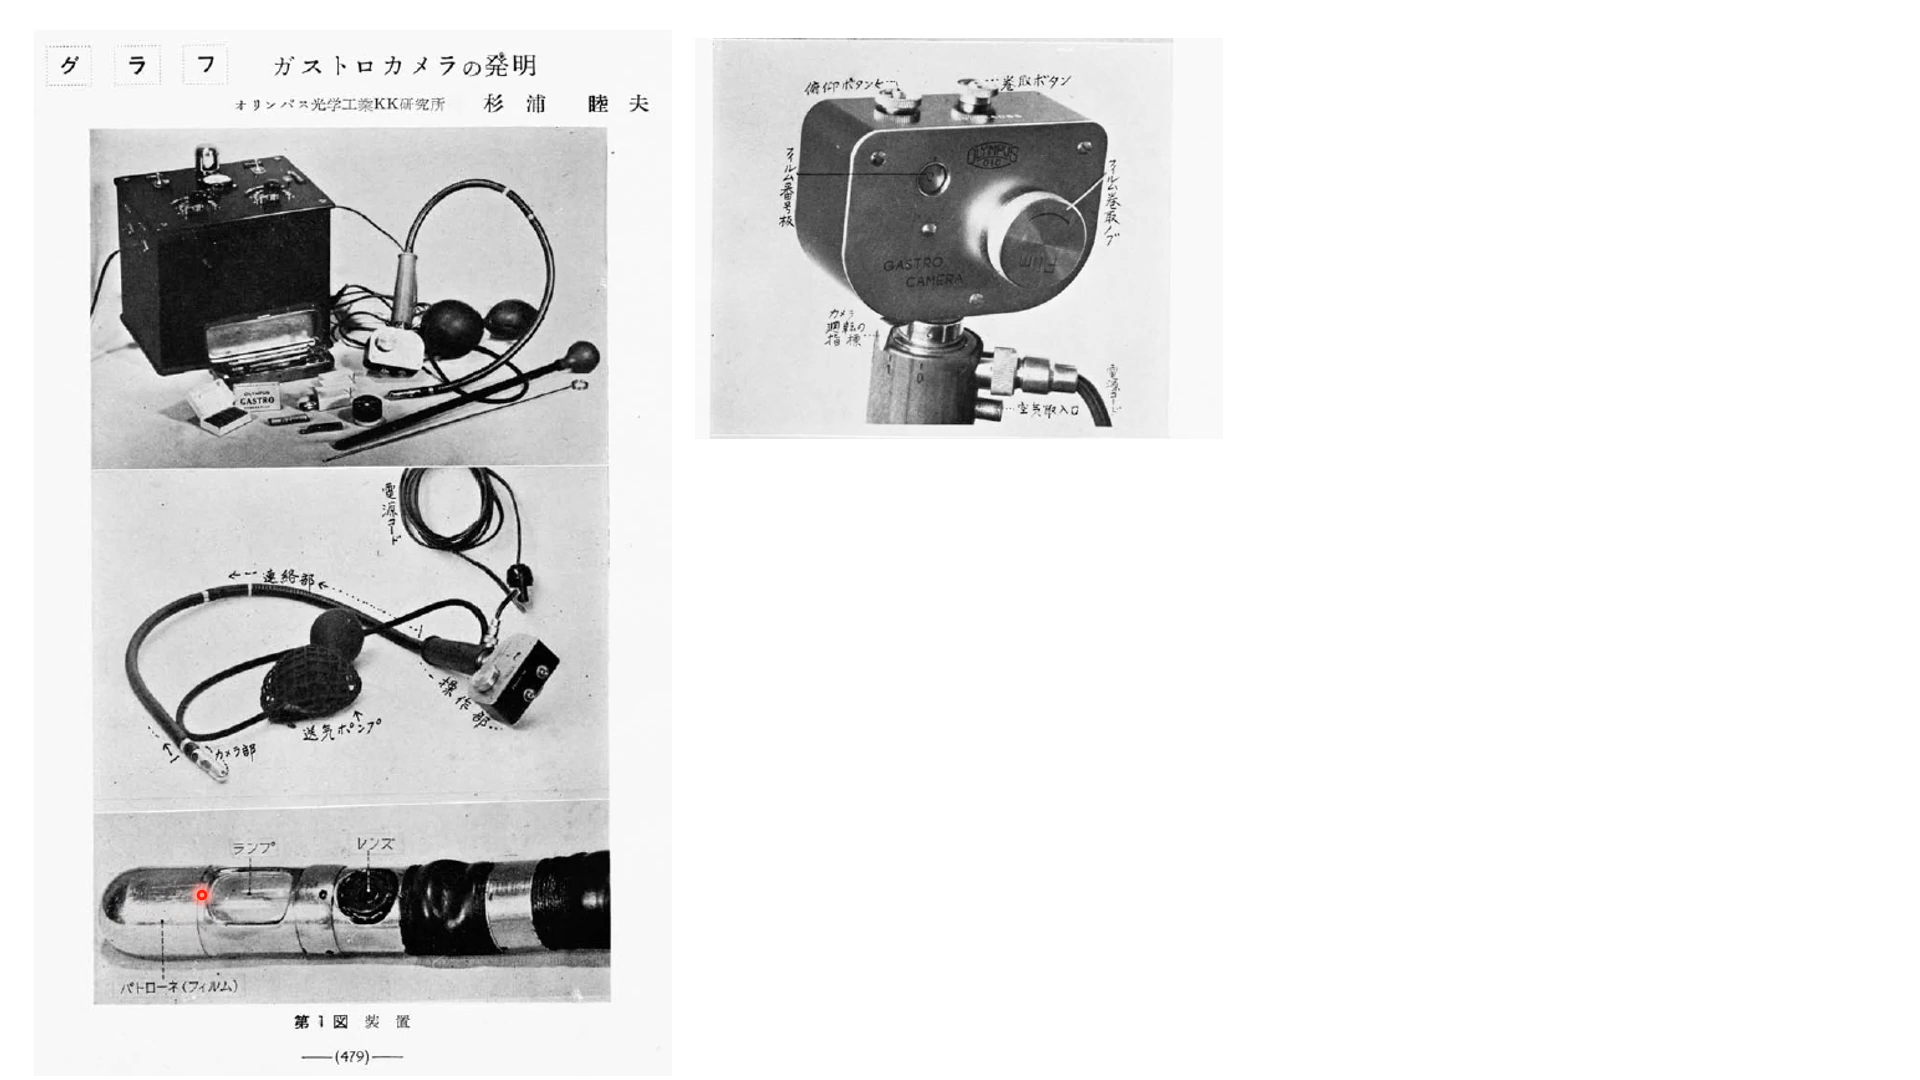 グラフ
ガストロカメラの発明
オリンパス光学工業KK研究所 杉浦 睦夫
OLYMPUS
GASTRO
電源コード
連絡部
操作部
送気ポンプ
カメラ部
ランプ
レンズ
パトローネ(フィルム)
第1図 装置
(479)
俯仰ボタン
巻取ボタン
フィルム番号板
OLYMPUS
フィルム巻取ノブ
GASTRO
CAMERA
Film
カメラ
廻転の
指標
1
0
電源コード
空気取入口